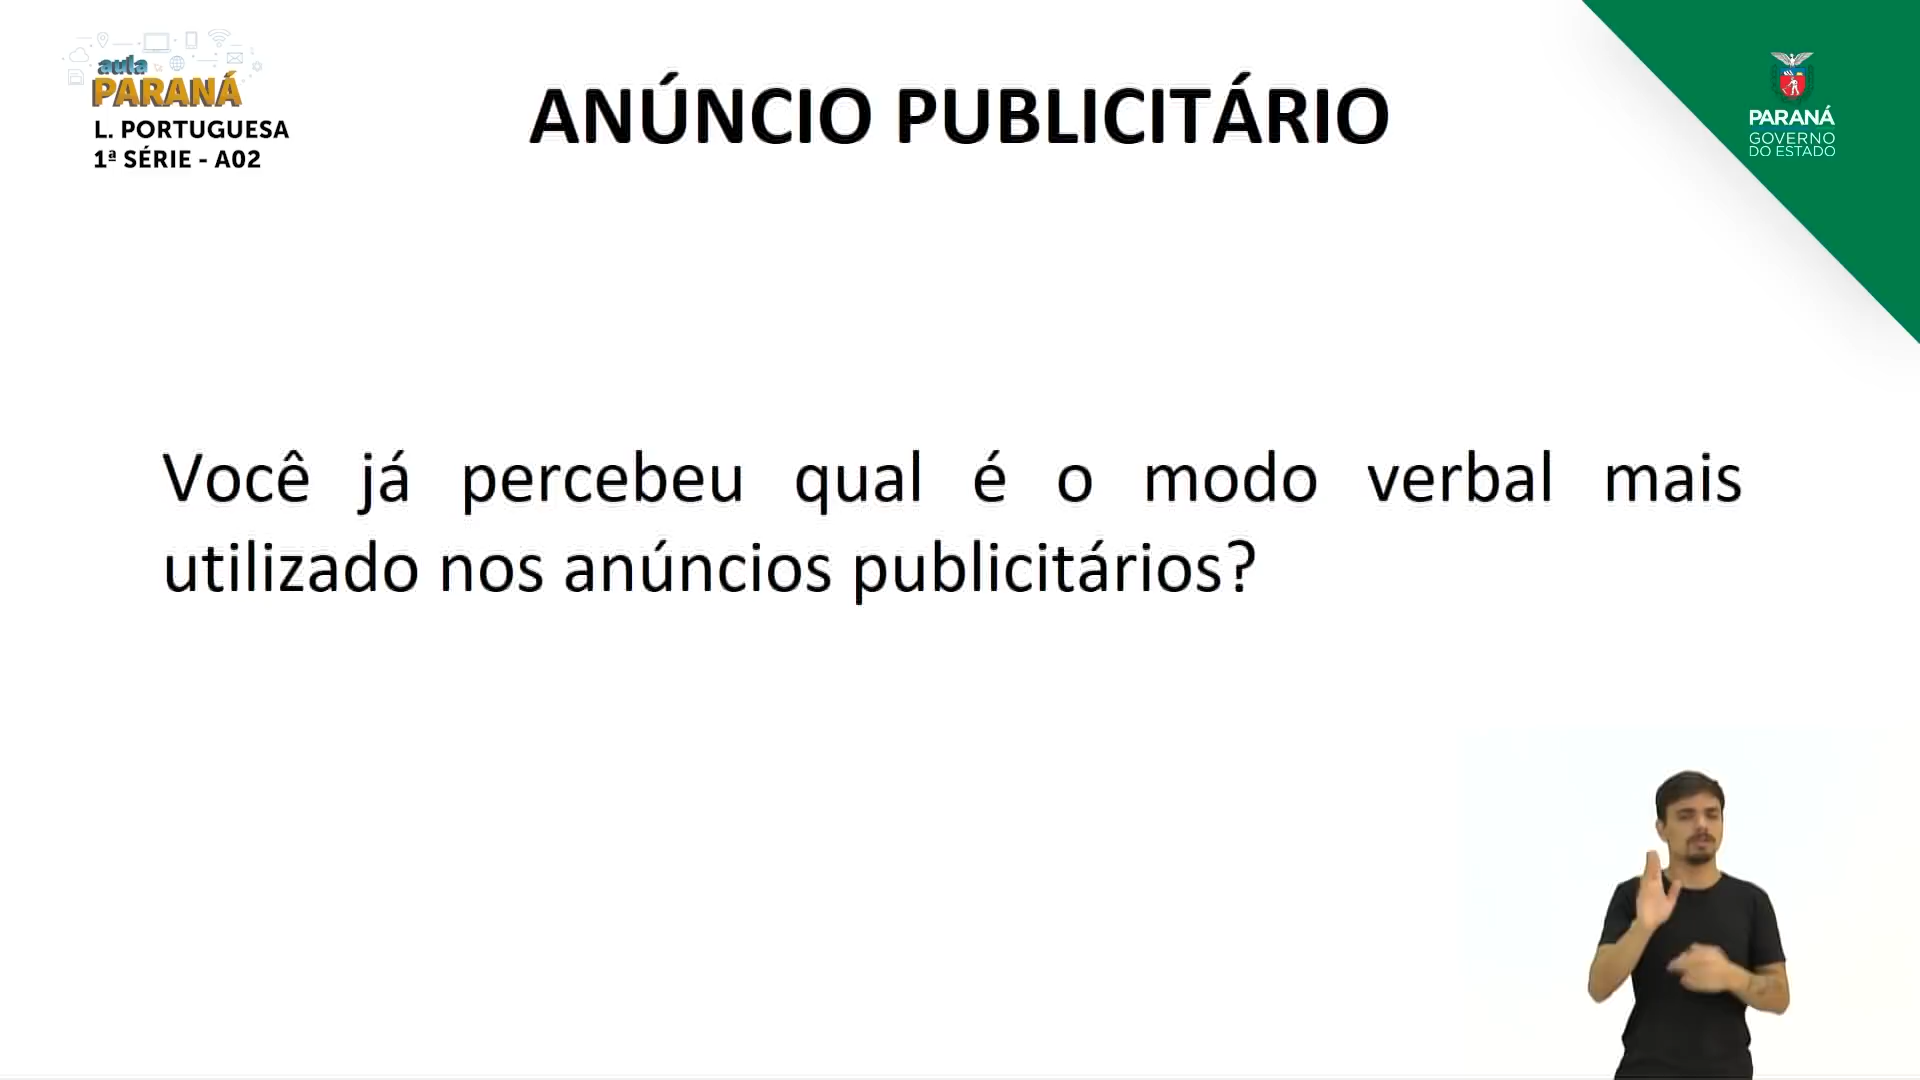 aula
PARANÁ
L. PORTUGUESA
1ª SÉRIE - A02
ANÚNCIO PUBLICITÁRIO
PARANÁ
GOVERNO
DO ESTADO
Você já percebeu qual é o modo verbal mais
utilizado nos anúncios publicitários?